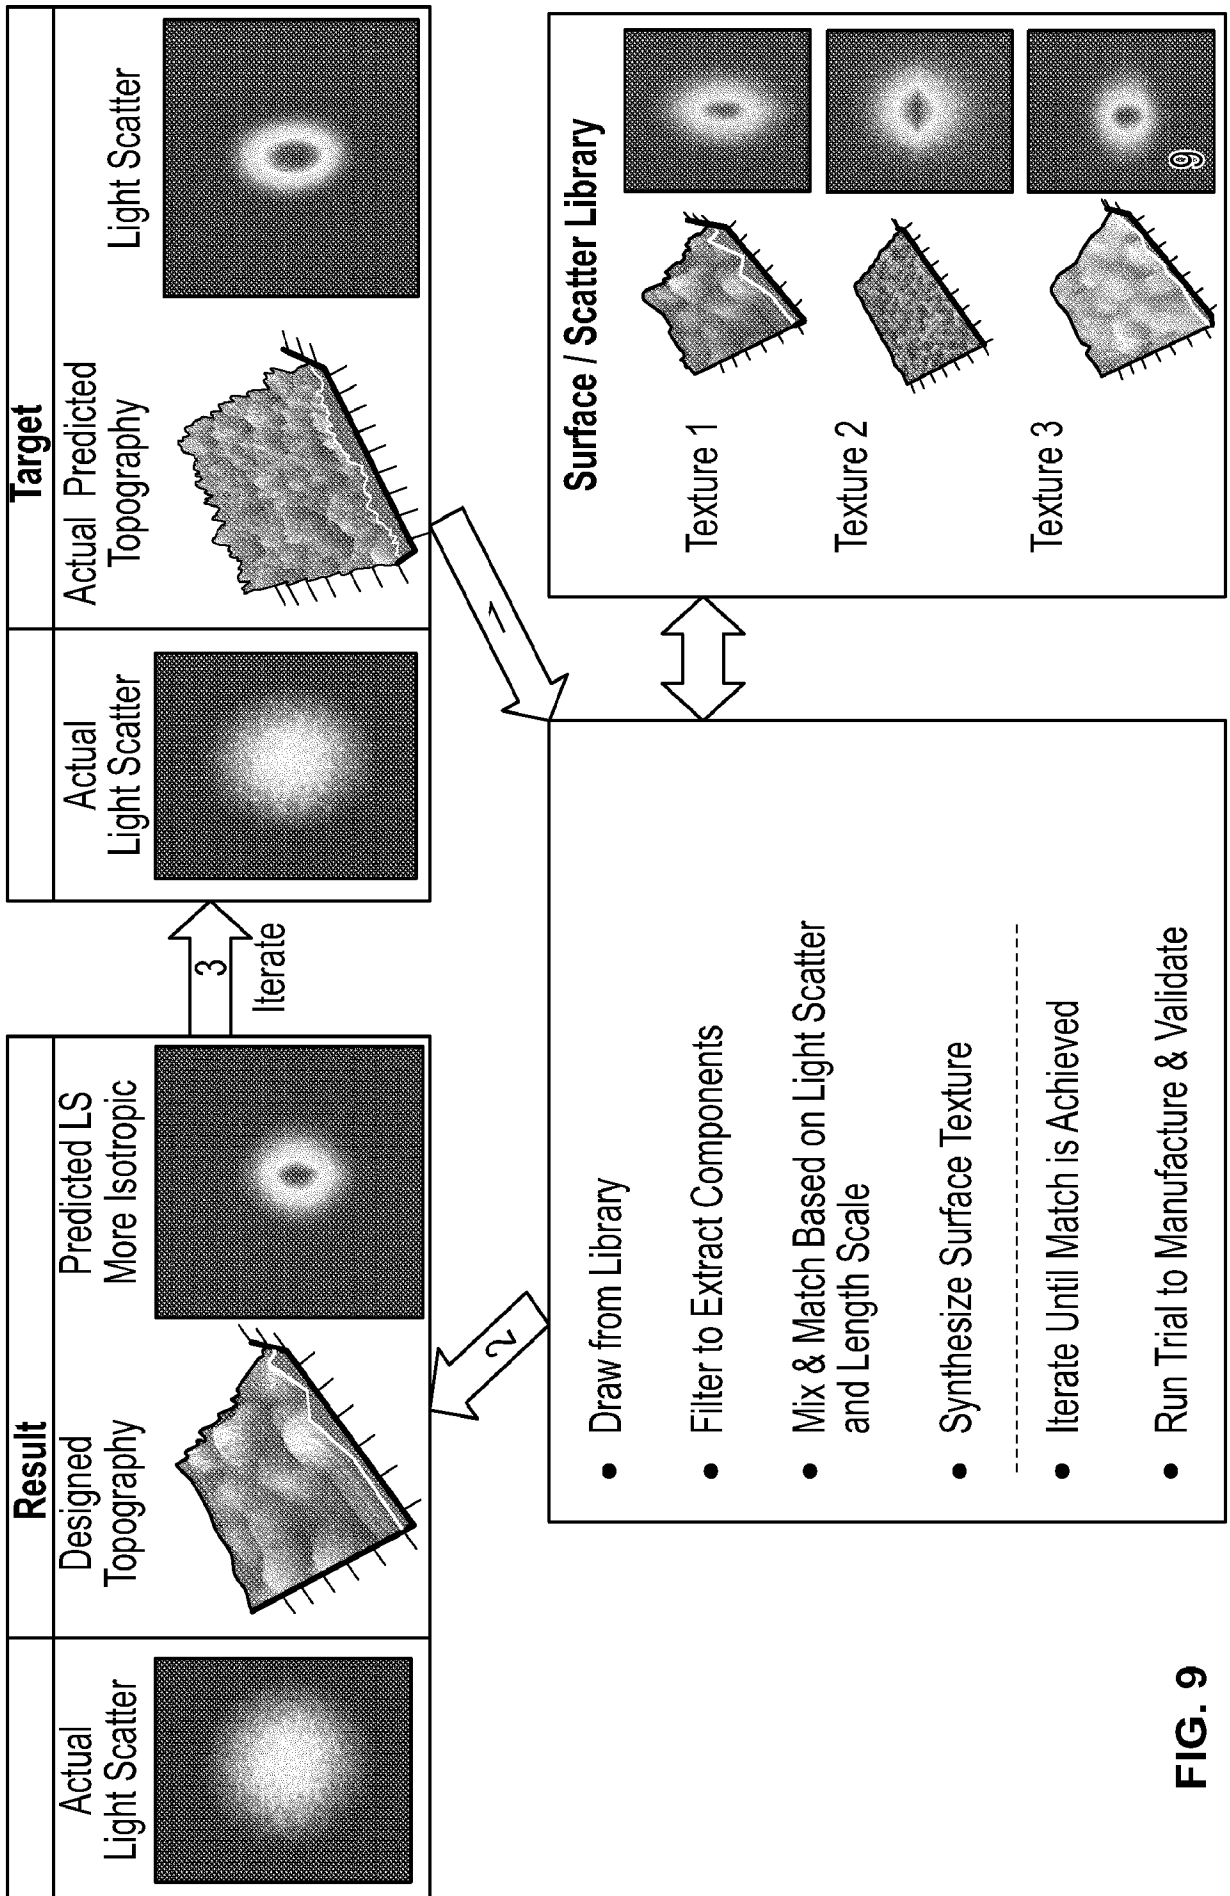 Result
Actual
Light Scatter
Designed
Topography
Predicted LS
More Isotropic
3
Iterate
Target
Actual
Light Scatter
Actual Predicted
Topography
Light Scatter
2
1
• Draw from Library
• Filter to Extract Components
• Mix & Match Based on Light Scatter
and Length Scale
• Synthesize Surface Texture
• Iterate Until Match is Achieved
• Run Trial to Manufacture & Validate
Surface / Scatter Library
Texture 1
Texture 2
Texture 3
9
FIG. 9